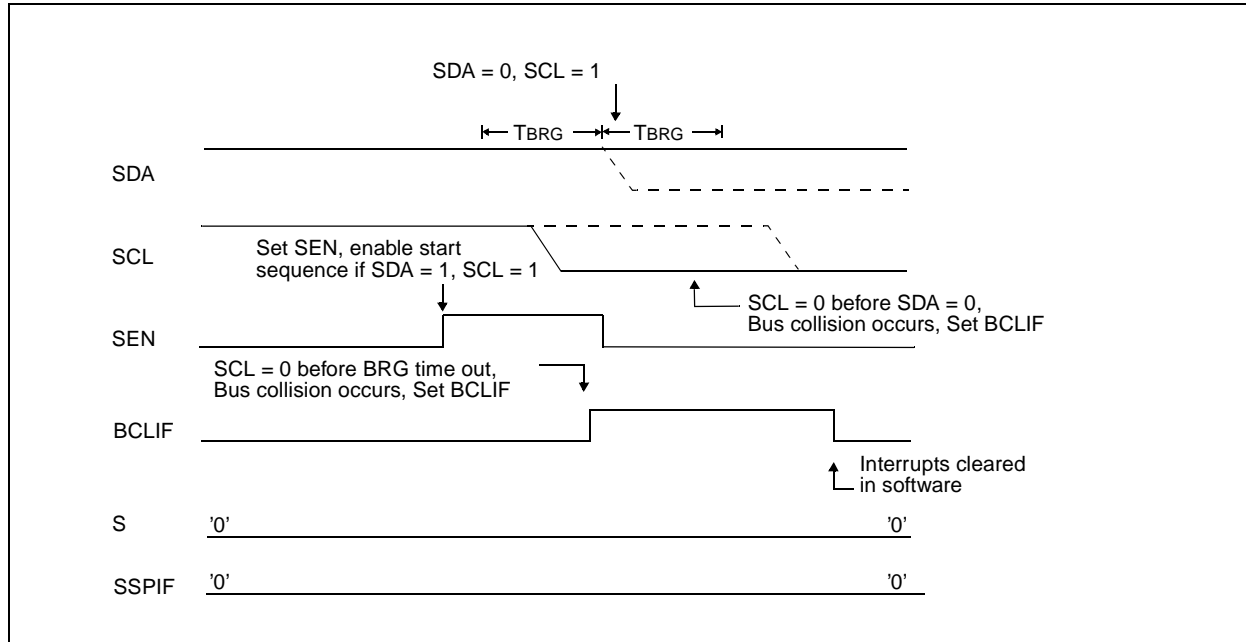 SDA = 0, SCL = 1
TBRG TBRG
SDA
SCL
Set SEN, enable start
sequence if SDA = 1, SCL = 1
SCL = 0 before SDA = 0,
Bus collision occurs, Set BCLIF
SEN
SCL = 0 before BRG time out,
Bus collision occurs, Set BCLIF
BCLIF
Interrupts cleared
in software
S '0' '0'
SSPIF '0' '0'